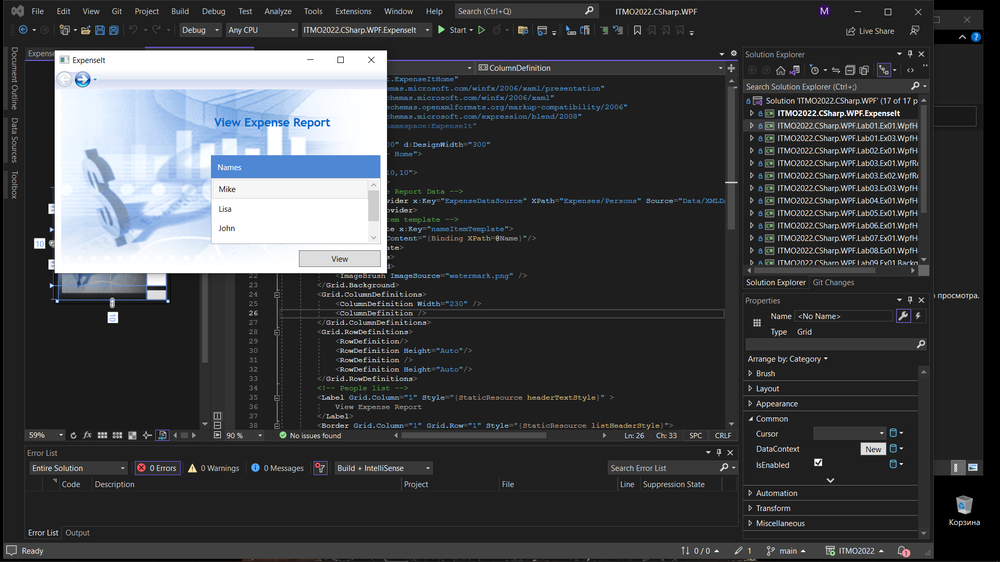 File Edit View Git Project Build Debug Test Analyze Tools Extensions Window Help Search (Ctrl+Q) ITMO2022.CSharp.WPF M
Debug Any CPU ITMO2022.CSharp.WPF.ExpenseIt Start Live Share
Document Outline
Data Sources
Toolbox
Expense
ExpenseIt
View Expense Report
Names
Mike
Lisa
John
View
10
10
59%
ColumnDefinition
t.ExpenseItHome"
emas.microsoft.com/winfx/2006/xaml/presentation"
schemas.microsoft.com/winfx/2006/xaml"
schemas.openxmlformats.org/markup-compatibility/2006"
schemas.microsoft.com/expression/blend/2008"
namespace:ExpenseIt"
00" d:DesignWidth="300"
- Home">
10,10">
>
e Report Data -->
vider x:Key="ExpenseDataSource" XPath="Expenses/Persons" Source="Data/XMLDa
ovider>
tem template -->
te x:Key="nameItemTemplate">
Content="{Binding XPath=@Name}"/>
ate>
s>
d>
22 <ImageBrush ImageSource="watermark.png" />
23 </Grid.Background>
24 <Grid.ColumnDefinitions>
25 <ColumnDefinition Width="230" />
26 <ColumnDefinition />
27 </Grid.ColumnDefinitions>
28 <Grid.RowDefinitions>
29 <RowDefinition/>
30 <RowDefinition Height="Auto"/>
31 <RowDefinition />
32 <RowDefinition Height="Auto"/>
33 </Grid.RowDefinitions>
34 <!-- People list -->
35 <Label Grid.Column="1" Style="{StaticResource headerTextStyle}" >
36 View Expense Report
37 </Label>
38 <Border Grid.Column="1" Grid.Row="1" Style="{StaticResource listHeaderStyle}">
90 % No issues found Ln: 26 Ch: 33 SPC CRLF
Solution Explorer
Search Solution Explorer (Ctrl+;)
Solution 'ITMO2022.CSharp.WPF' (17 of 17 p
ITMO2022.CSharp.WPF.ExpenseIt
ITMO2022.CSharp.WPF.Lab01.Ex01.WpfH
ITMO2022.CSharp.WPF.Lab01.Ex03.WpfH
ITMO2022.CSharp.WPF.Lab02.Ex01.WpfH
ITMO2022.CSharp.WPF.Lab03.Ex01.WpfRo
ITMO2022.CSharp.WPF.Lab03.Ex02.WpfRo
ITMO2022.CSharp.WPF.Lab03.Ex03.WpfH
ITMO2022.CSharp.WPF.Lab04.Ex01.WpfH
ITMO2022.CSharp.WPF.Lab05.Ex01.WpfH
ITMO2022.CSharp.WPF.Lab06.Ex01.WpfH
ITMO2022.CSharp.WPF.Lab07.Ex01.WpfH
ITMO2022.CSharp.WPF.Lab08.Ex01.WpfH
ITMO2022.CSharp.WPF.Lab09.Ex01.Backg
Solution Explorer Git Changes
Properties
Name <No Name>
Type Grid
Arrange by: Category
Brush
Layout
Appearance
Common
Cursor
DataContext New
IsEnabled
Automation
Transform
Miscellaneous
просмотра.
Корзина
Error List
Entire Solution 0 Errors 0 Warnings 0 Messages Build + IntelliSense Search Error List
Code Description Project File Line Suppression State
Error List Output
Ready 0 / 0 1 main ITMO2022 1